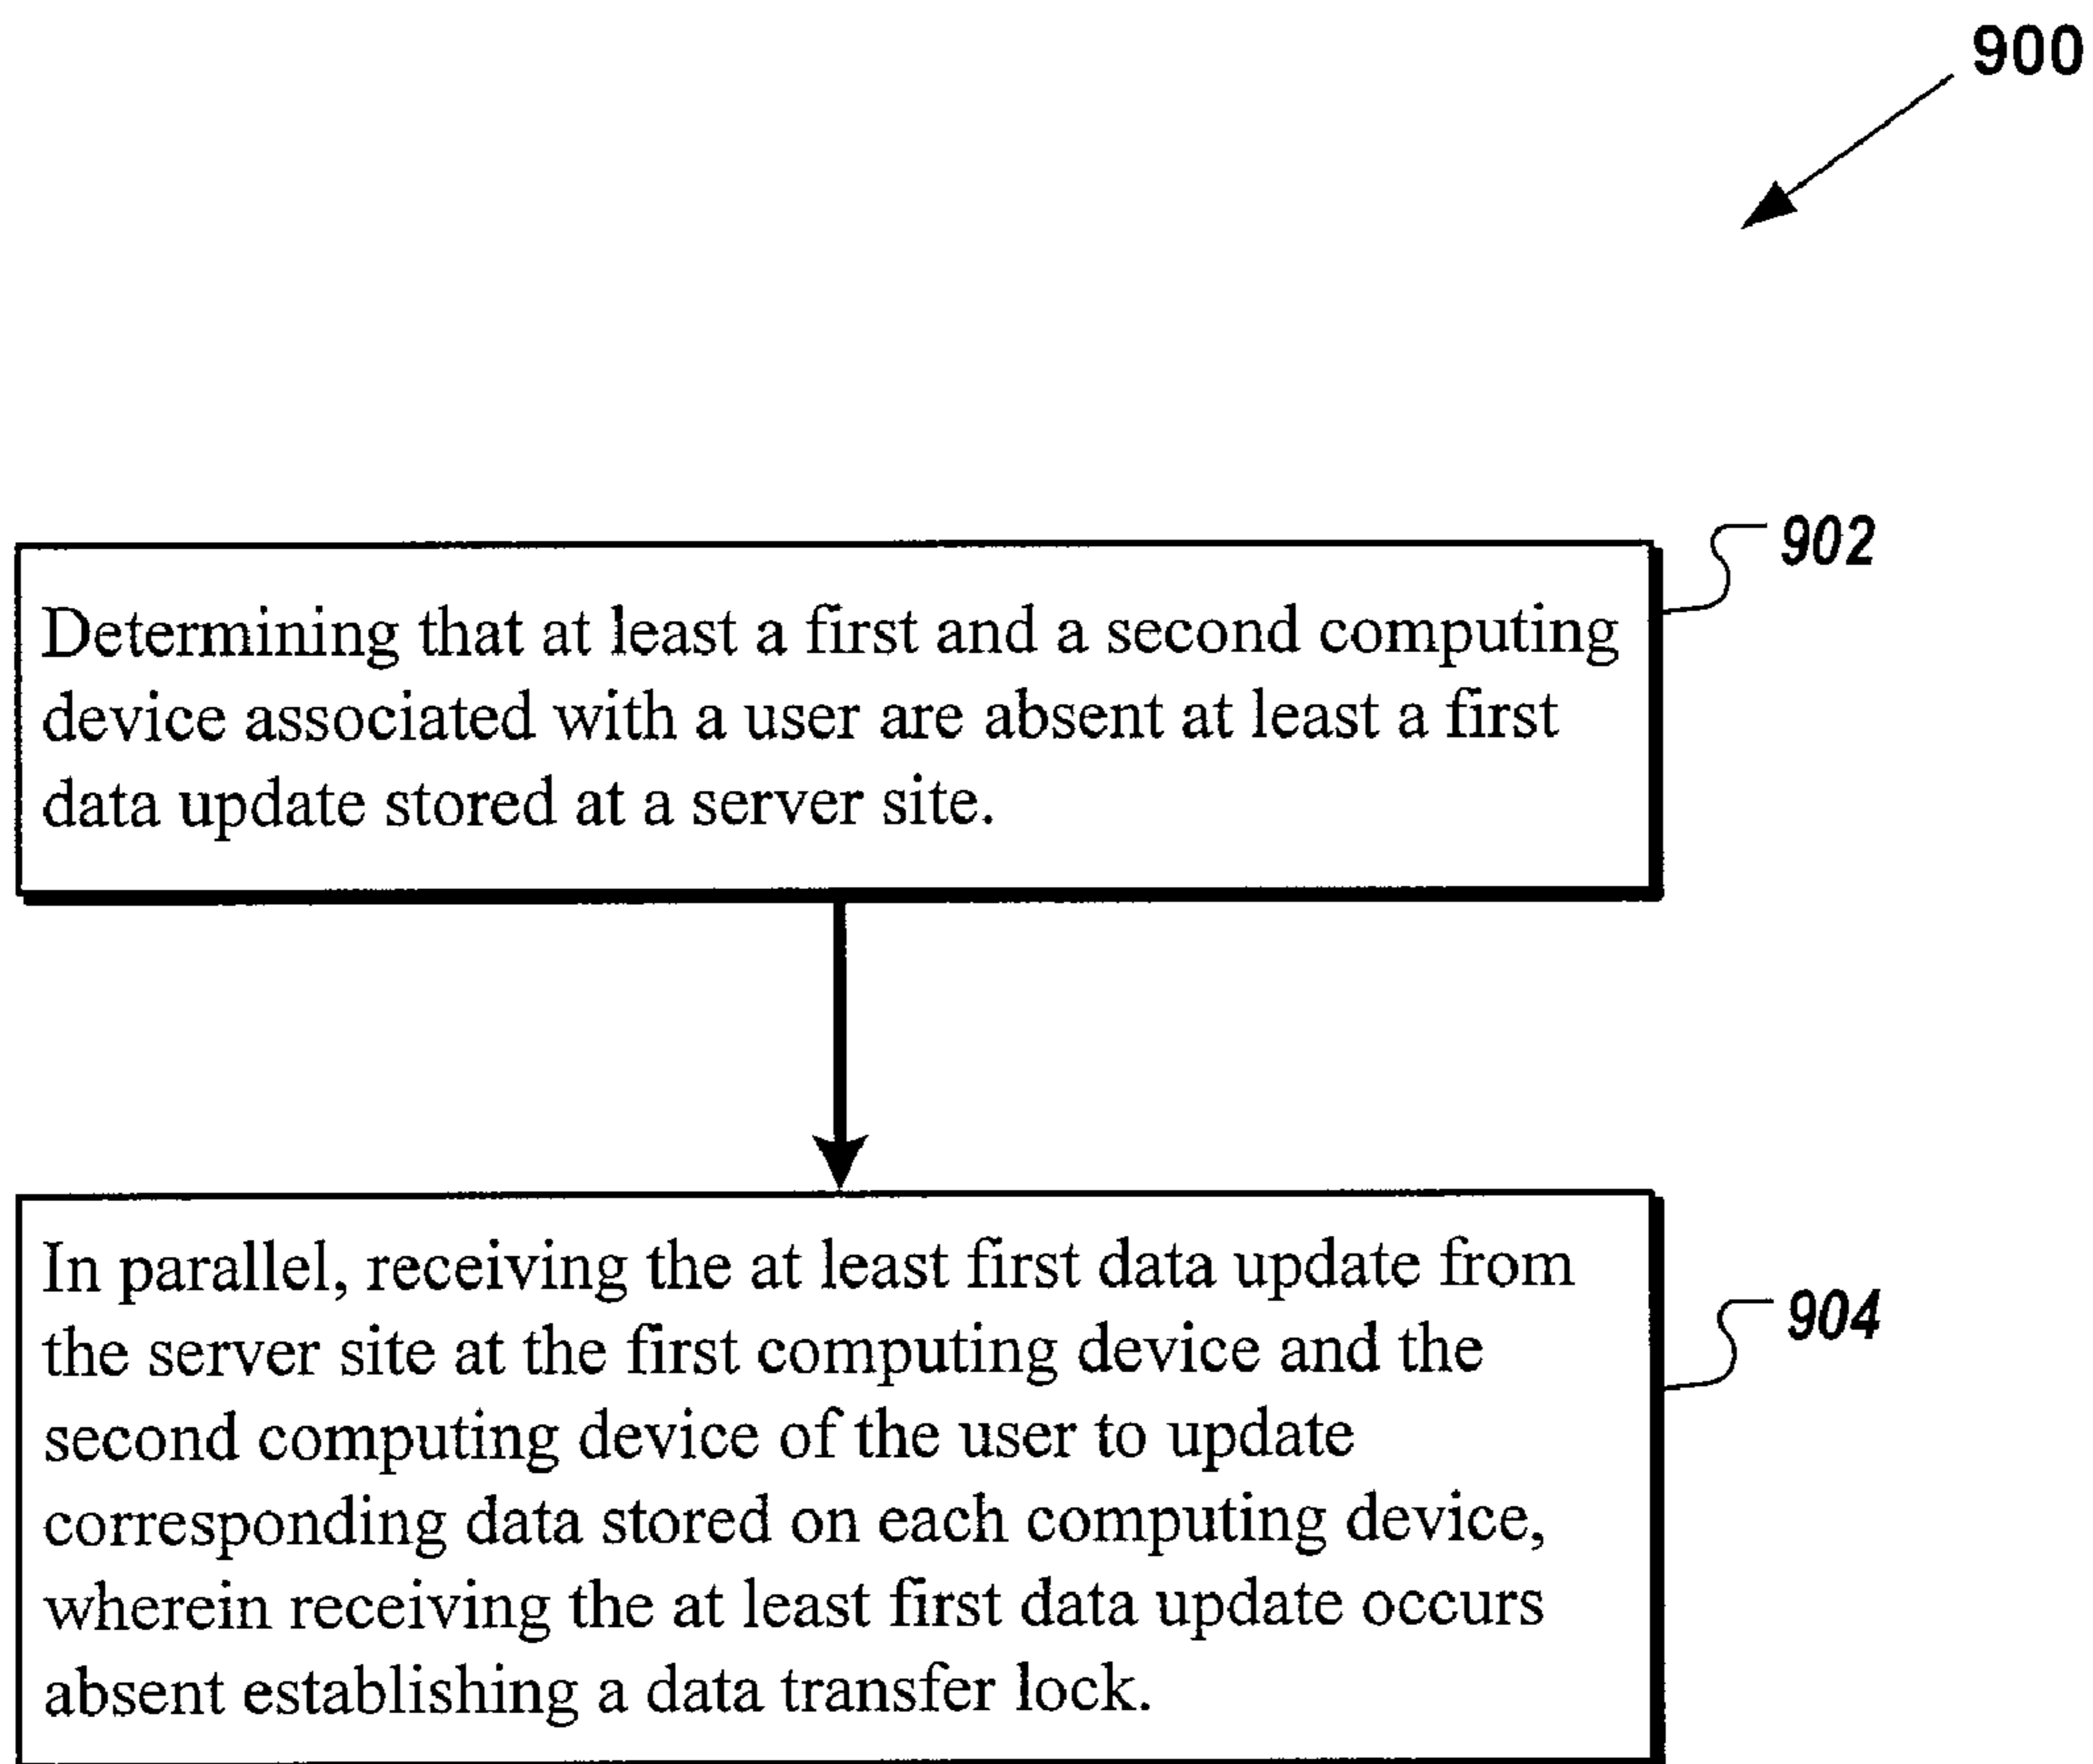 900
902
Determining that at least a first and a second computing
device associated with a user are absent at least a first
data update stored at a server site.
In parallel, receiving the at least first data update from
the server site at the first computing device and the
second computing device of the user to update
corresponding data stored on each computing device,
wherein receiving the at least first data update occurs
absent establishing a data transfer lock.
904